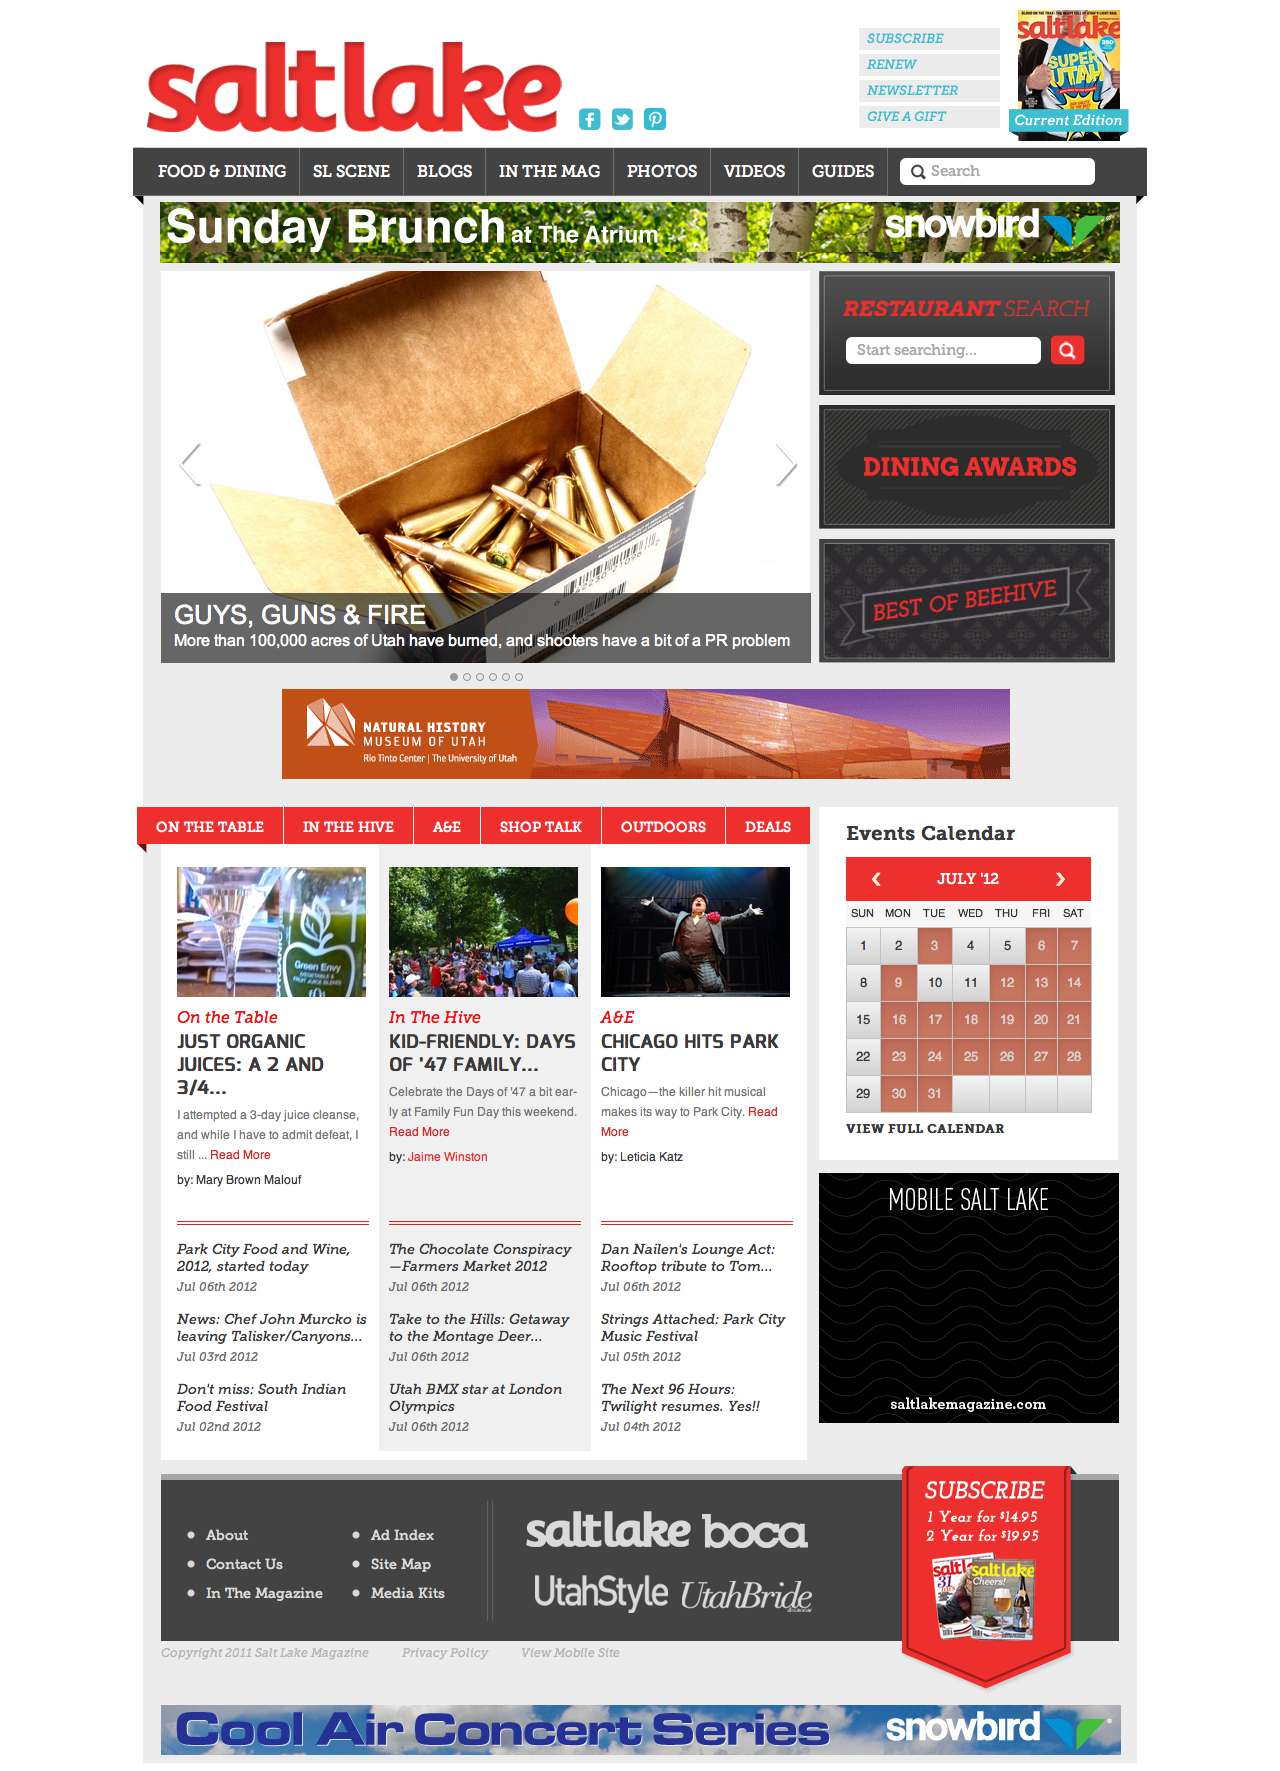 saltlake
SUBSCRIBE
RENEW
NEWSLETTER
GIVE A GIFT
saltlake
SUPER
UTAH
Current Edition
FOOD & DINING
SL SCENE
BLOGS
IN THE MAG
PHOTOS
VIDEOS
GUIDES
Search
Sunday Brunch at The Atrium
snowbird
RESTAURANT SEARCH
Start searching...
DINING AWARDS
BEST OF BEEHIVE
GUYS, GUNS & FIRE
More than 100,000 acres of Utah have burned, and shooters have a bit of a PR problem
NATURAL HISTORY
MUSEUM OF UTAH
Rio Tinto Center | The University of Utah
ON THE TABLE
IN THE HIVE
A&E
SHOP TALK
OUTDOORS
DEALS
Green Envy
On the Table
JUST ORGANIC
JUICES: A 2 AND
3/4...
I attempted a 3-day juice cleanse,
and while I have to admit defeat, I
still ... Read More
by: Mary Brown Malouf
In The Hive
KID-FRIENDLY: DAYS
OF '47 FAMILY...
Celebrate the Days of '47 a bit ear-
ly at Family Fun Day this weekend.
Read More
by: Jaime Winston
A&E
CHICAGO HITS PARK
CITY
Chicago—the killer hit musical
makes its way to Park City. Read
More
by: Leticia Katz
Park City Food and Wine,
2012, started today
Jul 06th 2012
News: Chef John Murcko is
leaving Talisker/Canyons...
Jul 03rd 2012
Don't miss: South Indian
Food Festival
Jul 02nd 2012
The Chocolate Conspiracy
—Farmers Market 2012
Jul 06th 2012
Take to the Hills: Getaway
to the Montage Deer...
Jul 06th 2012
Utah BMX star at London
Olympics
Jul 06th 2012
Dan Nailen's Lounge Act:
Rooftop tribute to Tom...
Jul 06th 2012
Strings Attached: Park City
Music Festival
Jul 05th 2012
The Next 96 Hours:
Twilight resumes. Yes!!
Jul 04th 2012
Events Calendar
JULY '12
SUN MON TUE WED THU FRI SAT
1 2 3 4 5 6 7
8 9 10 11 12 13 14
15 16 17 18 19 20 21
22 23 24 25 26 27 28
29 30 31
VIEW FULL CALENDAR
MOBILE SALT LAKE
saltlakemagazine.com
About
Contact Us
In The Magazine
Ad Index
Site Map
Media Kits
saltlake boca
UtahStyle UtahBride
SUBSCRIBE
1 Year for $14.95
2 Year for $19.95
saltlake
31
saltlake
Cheers!
Copyright 2011 Salt Lake Magazine
Privacy Policy
View Mobile Site
Cool Air Concert Series
snowbird